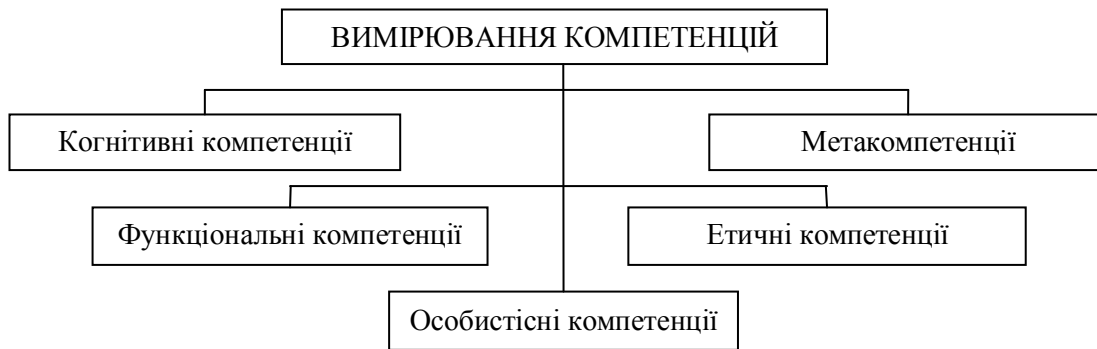 ВИМІРЮВАННЯ КОМПЕТЕНЦІЙ
Когнітивні компетенції
Метакомпетенції
Функціональні компетенції
Етичні компетенції
Особистісні компетенції